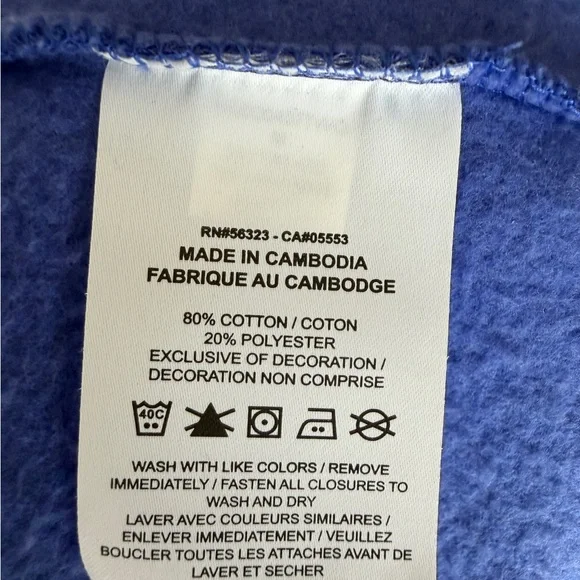 RN#56323 - CA#05553
MADE IN CAMBODIA
FABRIQUE AU CAMBODGE
80% COTTON / COTON
20% POLYESTER
EXCLUSIVE OF DECORATION /
DECORATION NON COMPRISE
40C
WASH WITH LIKE COLORS / REMOVE
IMMEDIATELY / FASTEN ALL CLOSURES TO
WASH AND DRY
LAVER AVEC COULEURS SIMILAIRES /
ENLEVER IMMEDIATEMENT / VEUILLEZ
BOUCLER TOUTES LES ATTACHES AVANT DE
LAVER ET SECHER